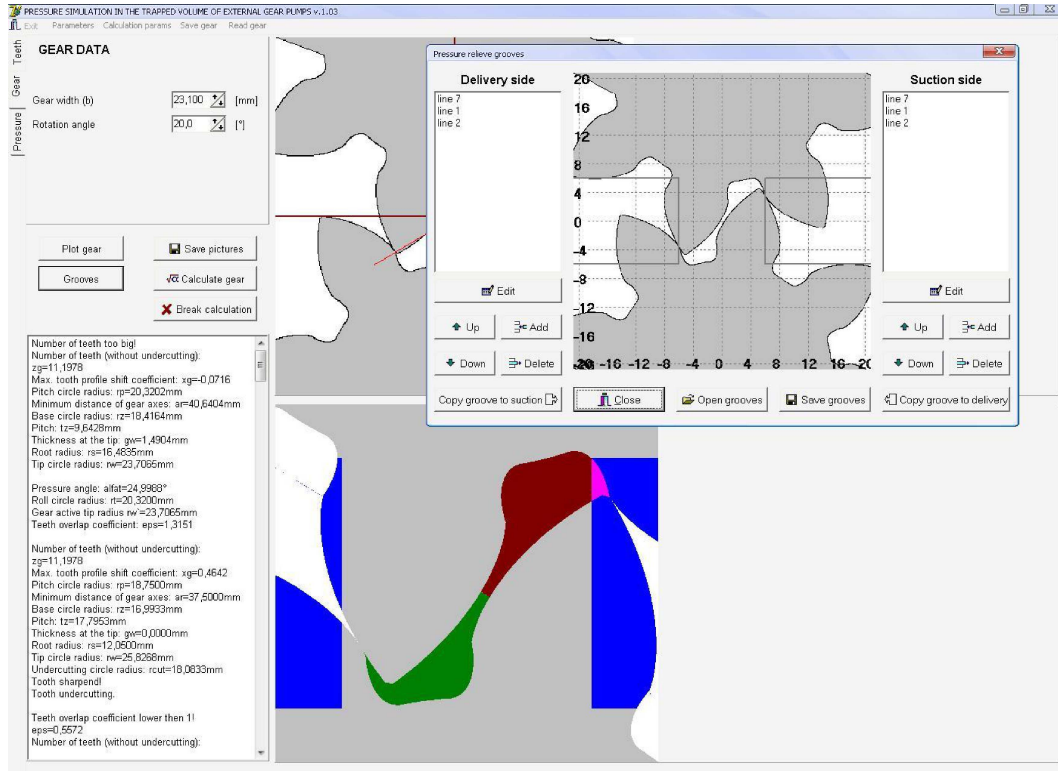 PRESSURE SIMULATION IN THE TRAPPED VOLUME OF EXTERNAL GEAR PUMPS v.1.03
Exit Parameters Calculation params Save gear Read gear
Teeth
Gear
Pressure
GEAR DATA
Gear width (b) 23,100 [mm]
Rotation angle 20,0 [°]
Plot gear Save pictures
Grooves √α Calculate gear
Break calculation
Number of teeth too big!
Number of teeth (without undercutting):
zg=11,1978
Max. tooth profile shift coefficient: xg=-0,0716
Pitch circle radius: rp=20,3202mm
Minimum distance of gear axes: ar=40,6404mm
Base circle radius: rz=18,4164mm
Pitch: tz=9,6428mm
Thickness at the tip: gw=1,4904mm
Root radius: rs=16,4835mm
Tip circle radius: rw=23,7065mm
Pressure angle: alfat=24,9988°
Roll circle radius: rt=20,3200mm
Gear active tip radius rw`=23,7065mm
Teeth overlap coefficient: eps=1,3151
Number of teeth (without undercutting):
zg=11,1978
Max. tooth profile shift coefficient: xg=0,4642
Pitch circle radius: rp=18,7500mm
Minimum distance of gear axes: ar=37,5000mm
Base circle radius: rz=16,9933mm
Pitch: tz=17,7953mm
Thickness at the tip: gw=0,0000mm
Root radius: rs=12,0500mm
Tip circle radius: rw=25,8268mm
Undercutting circle radius: rcut=18,0833mm
Tooth sharpend!
Tooth undercutting.
Teeth overlap coefficient lower then 1!
eps=0,5572
Number of teeth (without undercutting):
Pressure relieve grooves
Delivery side
line 7
line 1
line 2
Edit
Up Add
Down Delete
Copy groove to suction
20
16
12
8
4
0
-4
-8
-12
-16
-20 -16 -12 -8 -4 0 4 8 12 16 20
Close Open grooves Save grooves
Suction side
line 7
line 1
line 2
Edit
Up Add
Down Delete
Copy groove to delivery